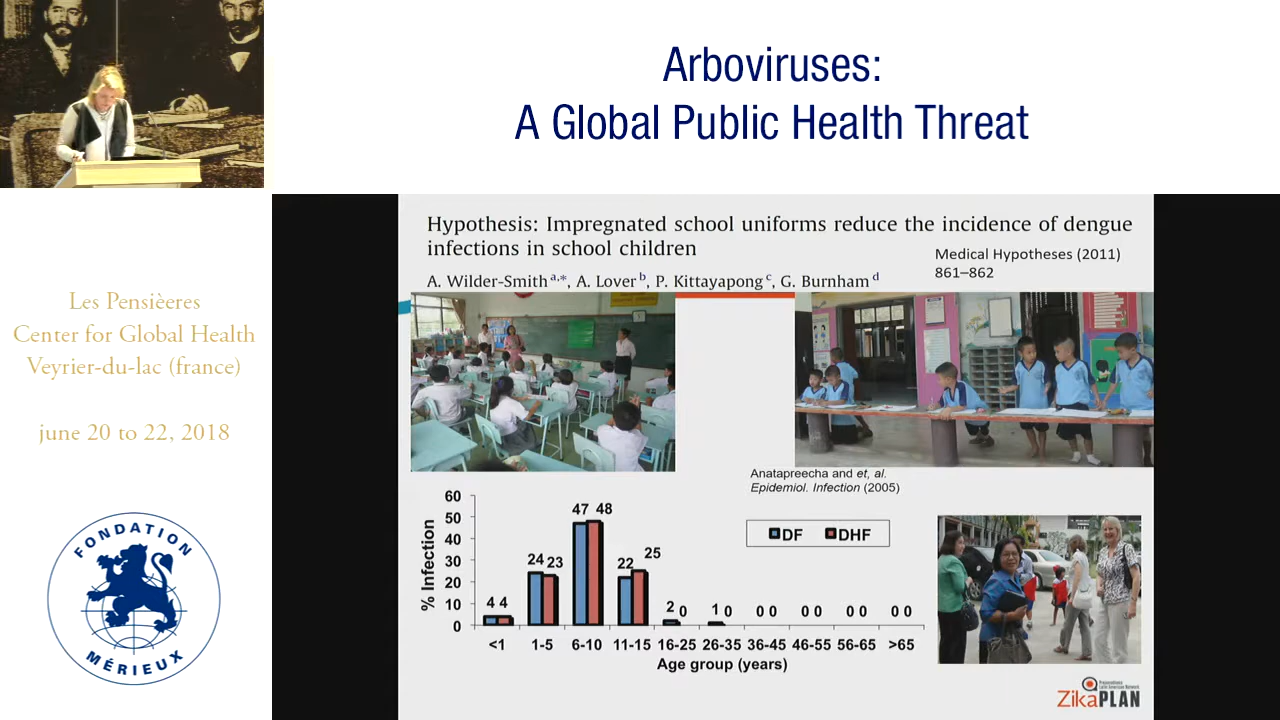 Arboviruses:
A Global Public Health Threat
Les Pensièeres
Center for Global Health
Veyrier-du-lac (france)
june 20 to 22, 2018
FONDATION
MÉRIEUX
Hypothesis: Impregnated school uniforms reduce the incidence of dengue
infections in school children
Medical Hypotheses (2011)
861–862
A. Wilder-Smith a,*, A. Lover b, P. Kittayapong c, G. Burnham d
Anatapreecha and et, al.
Epidemiol. Infection (2005)
% Infection
60
50
40
30
20
10
0
4 4
24 23
47 48
22 25
2 0
1 0
0 0
0 0
0 0
0 0
DF DHF
<1 1-5 6-10 11-15 16-25 26-35 36-45 46-55 56-65 >65
Age group (years)
ZikaPLAN